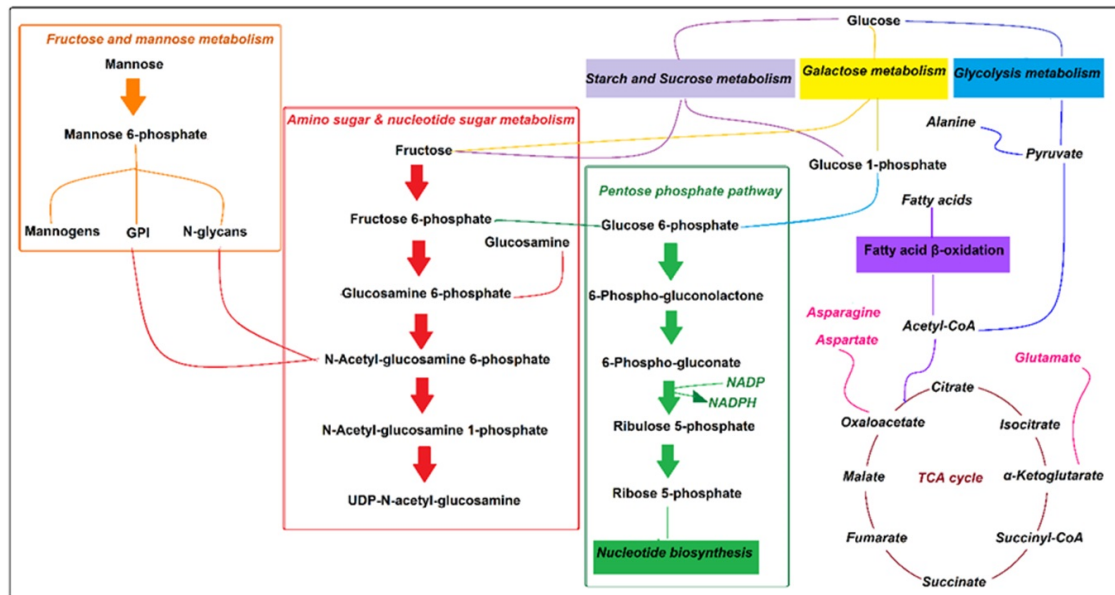 Fructose and mannose metabolism
Mannose
Mannose 6-phosphate
Mannogens
GPI
N-glycans
Amino sugar & nucleotide sugar metabolism
Fructose
Fructose 6-phosphate
Glucosamine
Glucosamine 6-phosphate
N-Acetyl-glucosamine 6-phosphate
N-Acetyl-glucosamine 1-phosphate
UDP-N-acetyl-glucosamine
Glucose
Starch and Sucrose metabolism
Galactose metabolism
Glycolysis metabolism
Glucose 1-phosphate
Pentose phosphate pathway
Glucose 6-phosphate
6-Phospho-gluconolactone
6-Phospho-gluconate
NADP
NADPH
Ribulose 5-phosphate
Ribose 5-phosphate
Nucleotide biosynthesis
Alanine
Pyruvate
Fatty acids
Fatty acid β-oxidation
Acetyl-CoA
Asparagine
Aspartate
Glutamate
Citrate
Oxaloacetate
Isocitrate
Malate
TCA cycle
α-Ketoglutarate
Fumarate
Succinyl-CoA
Succinate